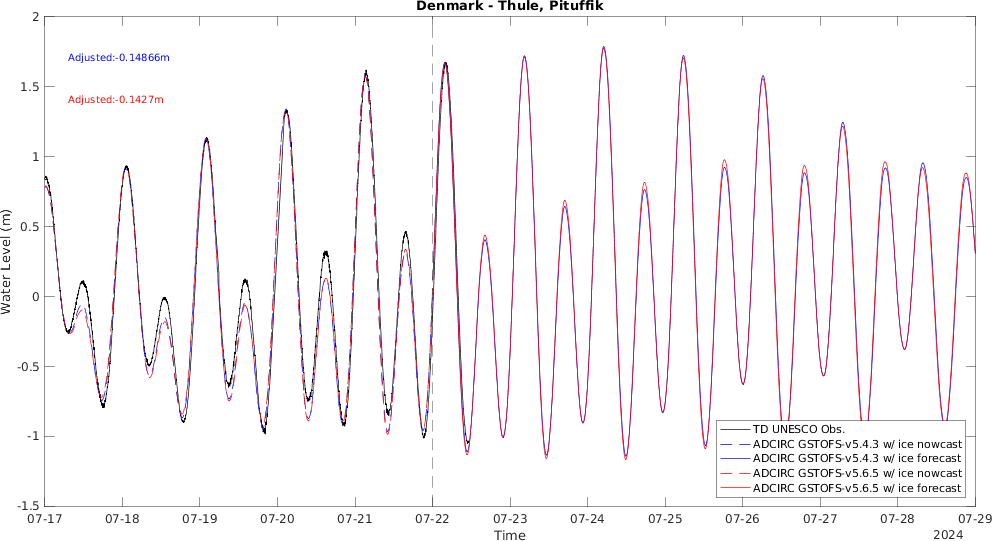 Denmark - Thule, Pituffik
Adjusted:-0.14866m
Adjusted:-0.1427m
Water Level (m)
2
1.5
1
0.5
0
-0.5
-1
-1.5
TD UNESCO Obs.
ADCIRC GSTOFS-v5.4.3 w/ ice nowcast
ADCIRC GSTOFS-v5.4.3 w/ ice forecast
ADCIRC GSTOFS-v5.6.5 w/ ice nowcast
ADCIRC GSTOFS-v5.6.5 w/ ice forecast
07-17 07-18 07-19 07-20 07-21 07-22 07-23 07-24 07-25 07-26 07-27 07-28 07-29
Time
2024